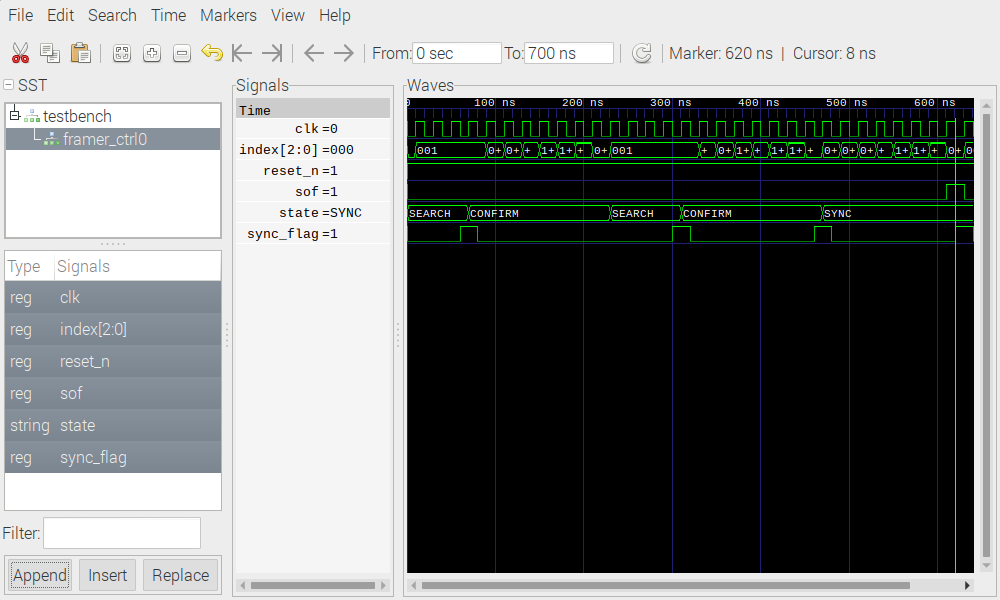 File Edit Search Time Markers View Help
From: 0 sec To: 700 ns Marker: 620 ns | Cursor: 8 ns
SST
testbench
framer_ctrl0
Type Signals
reg clk
reg index[2:0]
reg reset_n
reg sof
string state
reg sync_flag
Filter:
Append Insert Replace
Signals
Time
clk =0
index[2:0] =000
reset_n =1
sof =1
state =SYNC
sync_flag =1
Waves
0 100 ns 200 ns 300 ns 400 ns 500 ns 600 ns
001 0+ 0+ + 1+ 1+ + 0+ 001 + 0+ 1+ + 1+ 1+ + 0+ 0+ 0+ + 1+ 1+ + 0+ 0
SEARCH CONFIRM SEARCH CONFIRM SYNC